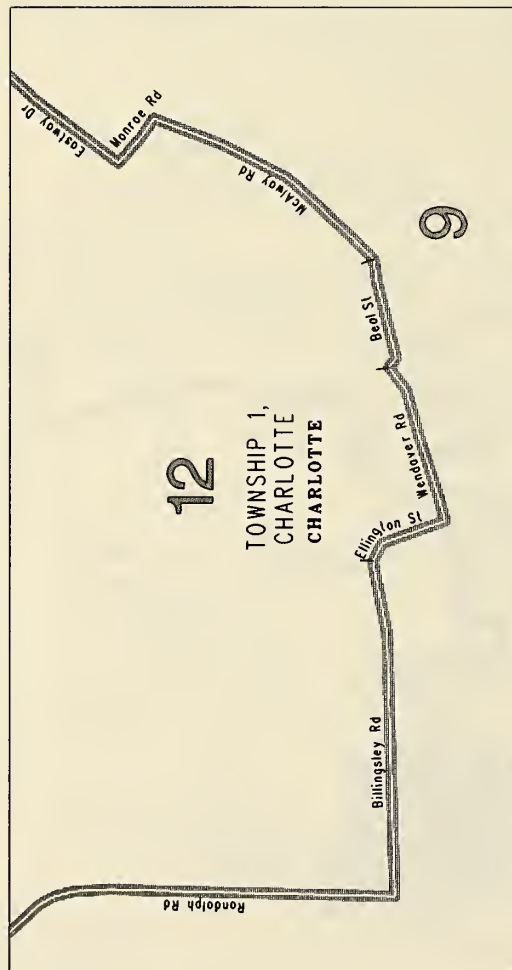 Eastway Dr
Monroe Rd
McAlway Rd
9
Beal St
12
TOWNSHIP 1,
CHARLOTTE
CHARLOTTE
Wendover Rd
Ellington St
Billingsley Rd
Randolph Rd